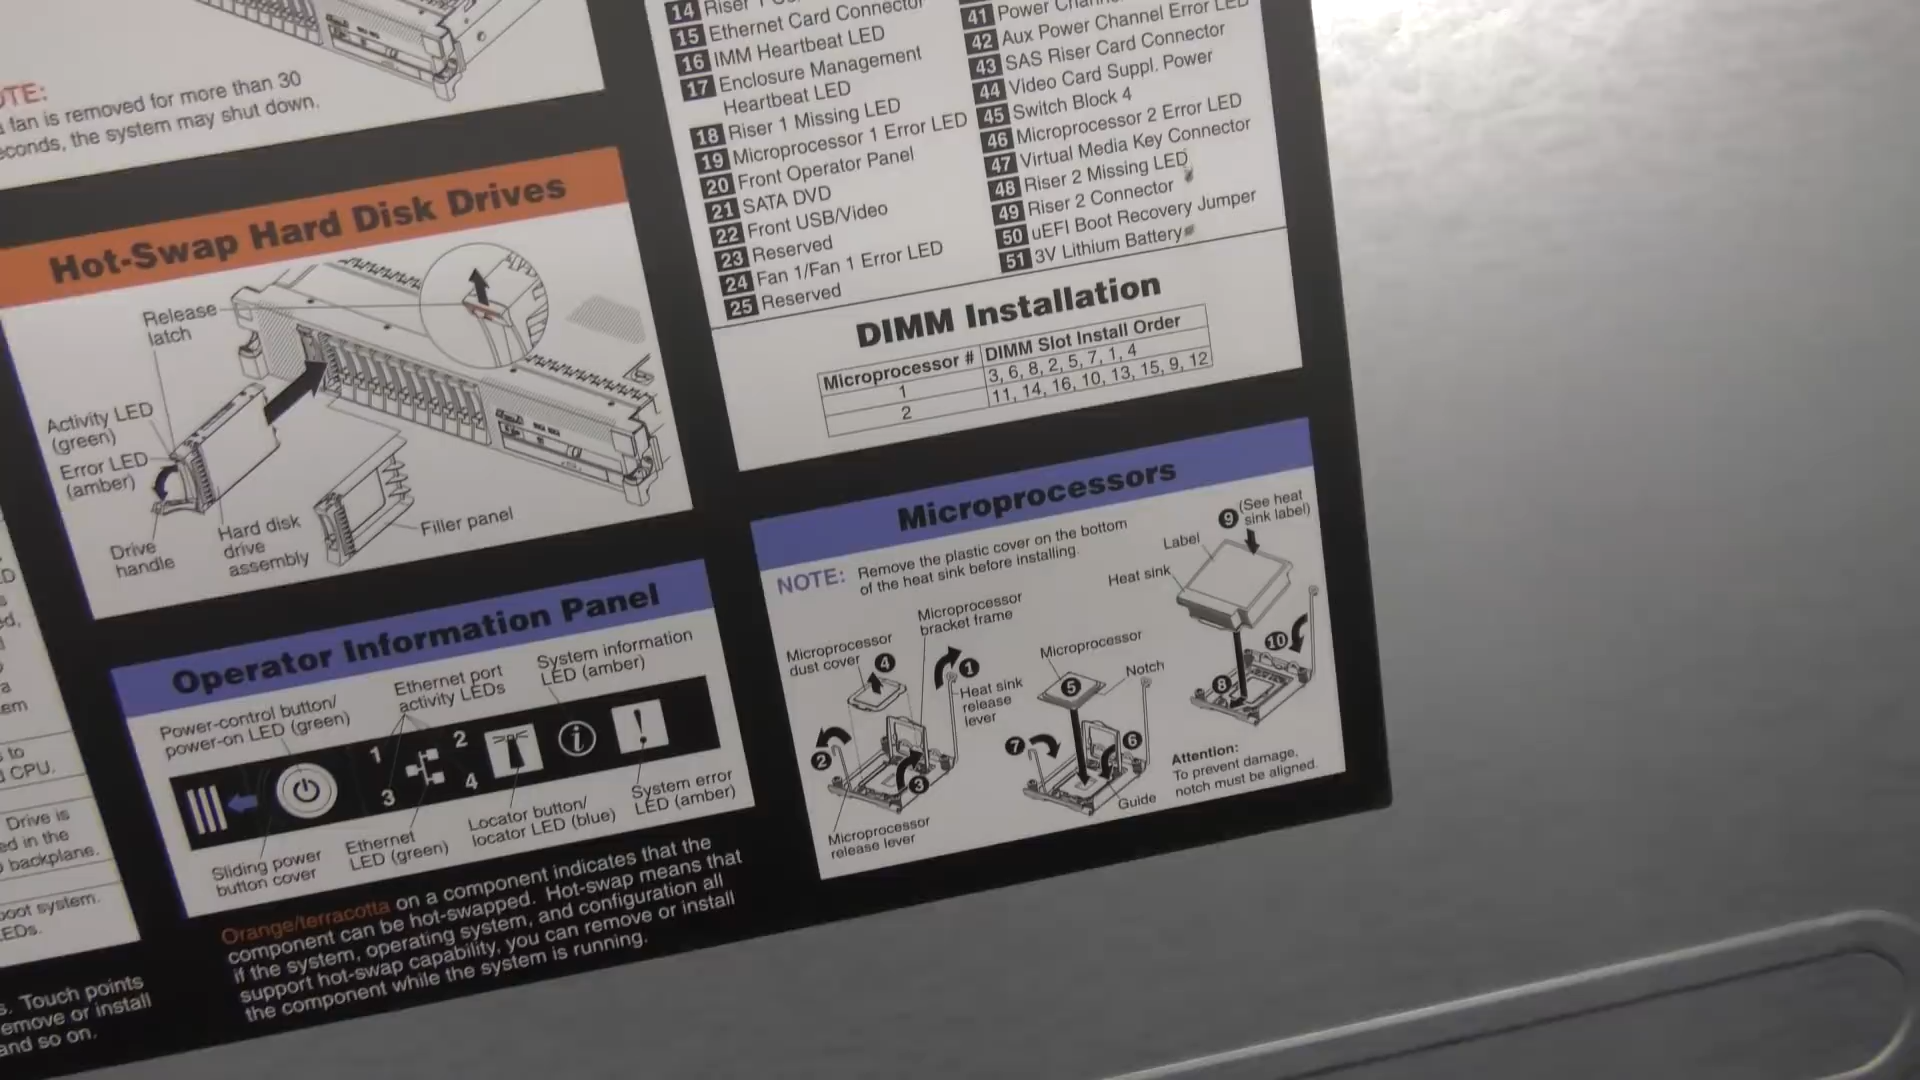 OTE:
fan is removed for more than 30
econds, the system may shut down.
Hot-Swap Hard Disk Drives
Release
latch
Activity LED
(green)
Error LED
(amber)
Drive
handle
Hard disk
drive
assembly
Filler panel
Operator Information Panel
Power-control button/
power-on LED (green)
Ethernet port
activity LEDs
System information
LED (amber)
1
2
3
4
i
!
Sliding power
button cover
Ethernet
LED (green)
Locator button/
locator LED (blue)
System error
LED (amber)
Orange/terracotta on a component indicates that the
component can be hot-swapped. Hot-swap means that
if the system, operating system, and configuration all
support hot-swap capability, you can remove or install
the component while the system is running.
to
CPU.
Drive is
ed in the
backplane.
oot system.
EDs.
s. Touch points
emove or install
and so on.
14 Riser 1
15 Ethernet Card Connector
16 IMM Heartbeat LED
17 Enclosure Management
Heartbeat LED
18 Riser 1 Missing LED
19 Microprocessor 1 Error LED
20 Front Operator Panel
21 SATA DVD
22 Front USB/Video
23 Reserved
24 Fan 1/Fan 1 Error LED
25 Reserved
41 Power
42 Aux Power Channel Error LED
43 SAS Riser Card Connector
44 Video Card Suppl. Power
45 Switch Block 4
46 Microprocessor 2 Error LED
47 Virtual Media Key Connector
48 Riser 2 Missing LED
49 Riser 2 Connector
50 uEFI Boot Recovery Jumper
51 3V Lithium Battery
DIMM Installation
Microprocessor # DIMM Slot Install Order
1 3, 6, 8, 2, 5, 7, 1, 4
2 11, 14, 16, 10, 13, 15, 9, 12
Microprocessors
NOTE: Remove the plastic cover on the bottom
of the heat sink before installing.
Microprocessor
dust cover
4
Microprocessor
bracket frame
1
Heat sink
release
lever
2
3
Microprocessor
release lever
Microprocessor
5
Notch
7
6
Guide
9 (See heat
sink label)
Label
Heat sink
10
8
Attention:
To prevent damage,
notch must be aligned.